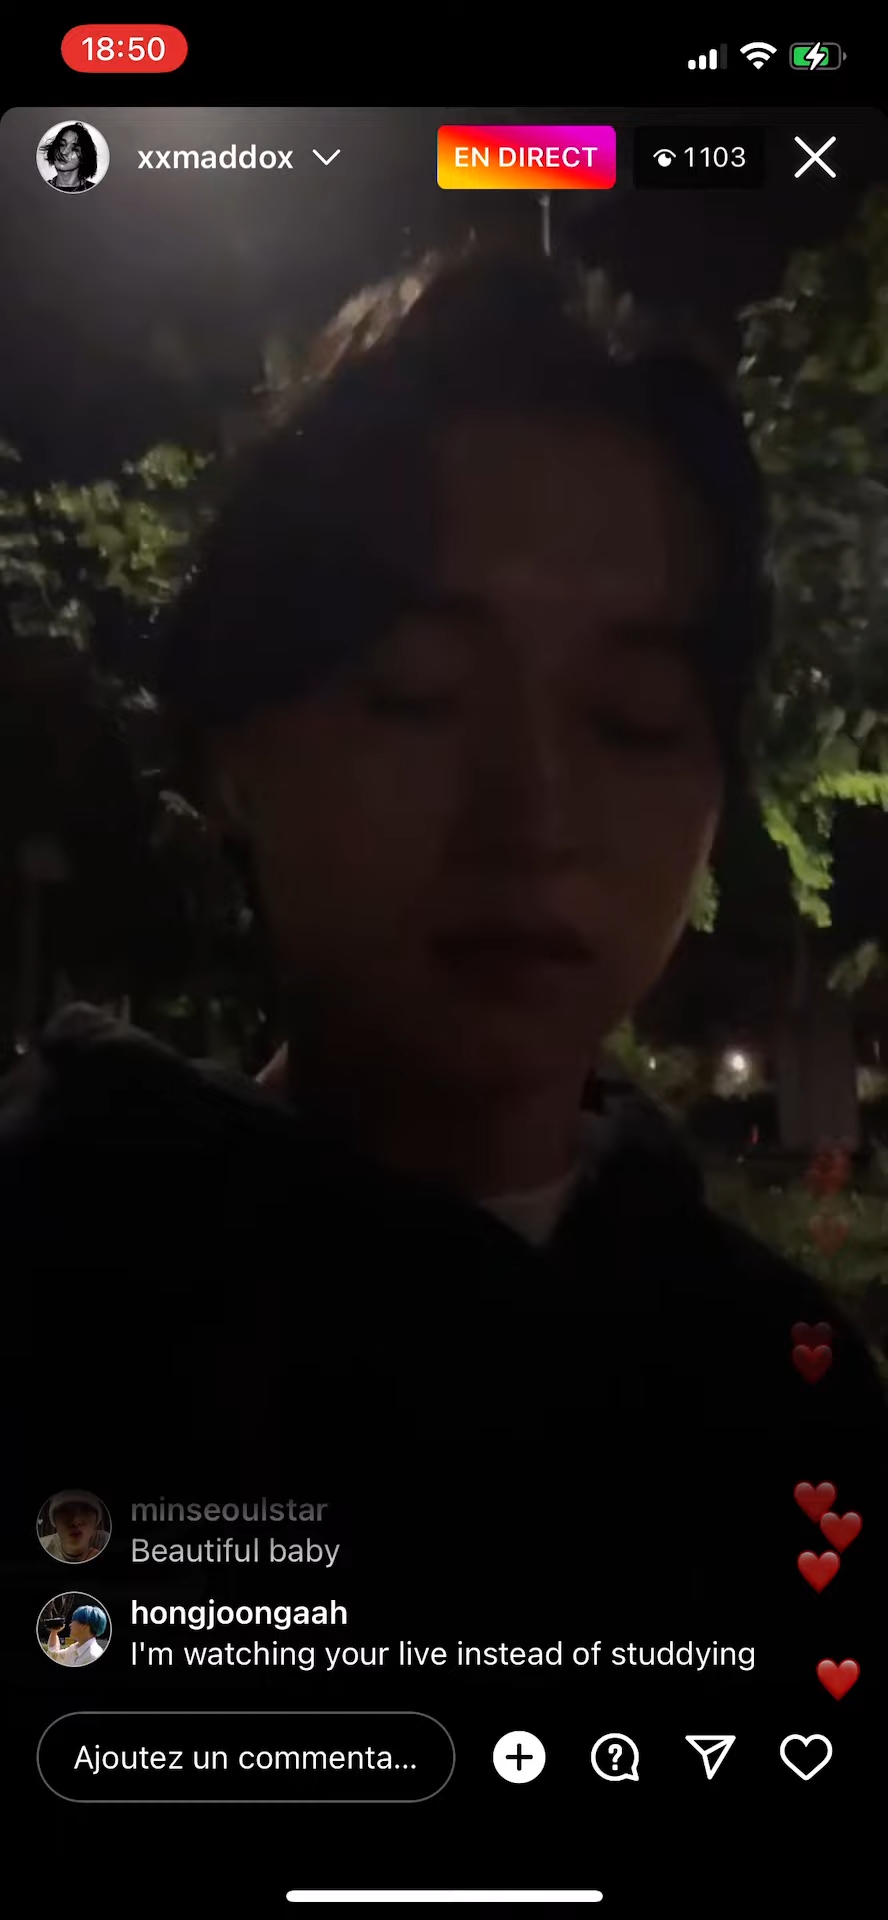 18:50
xxmaddox
EN DIRECT
1103
minseoulstar
Beautiful baby
hongjoongaah
I'm watching your live instead of studdying
Ajoutez un commenta...